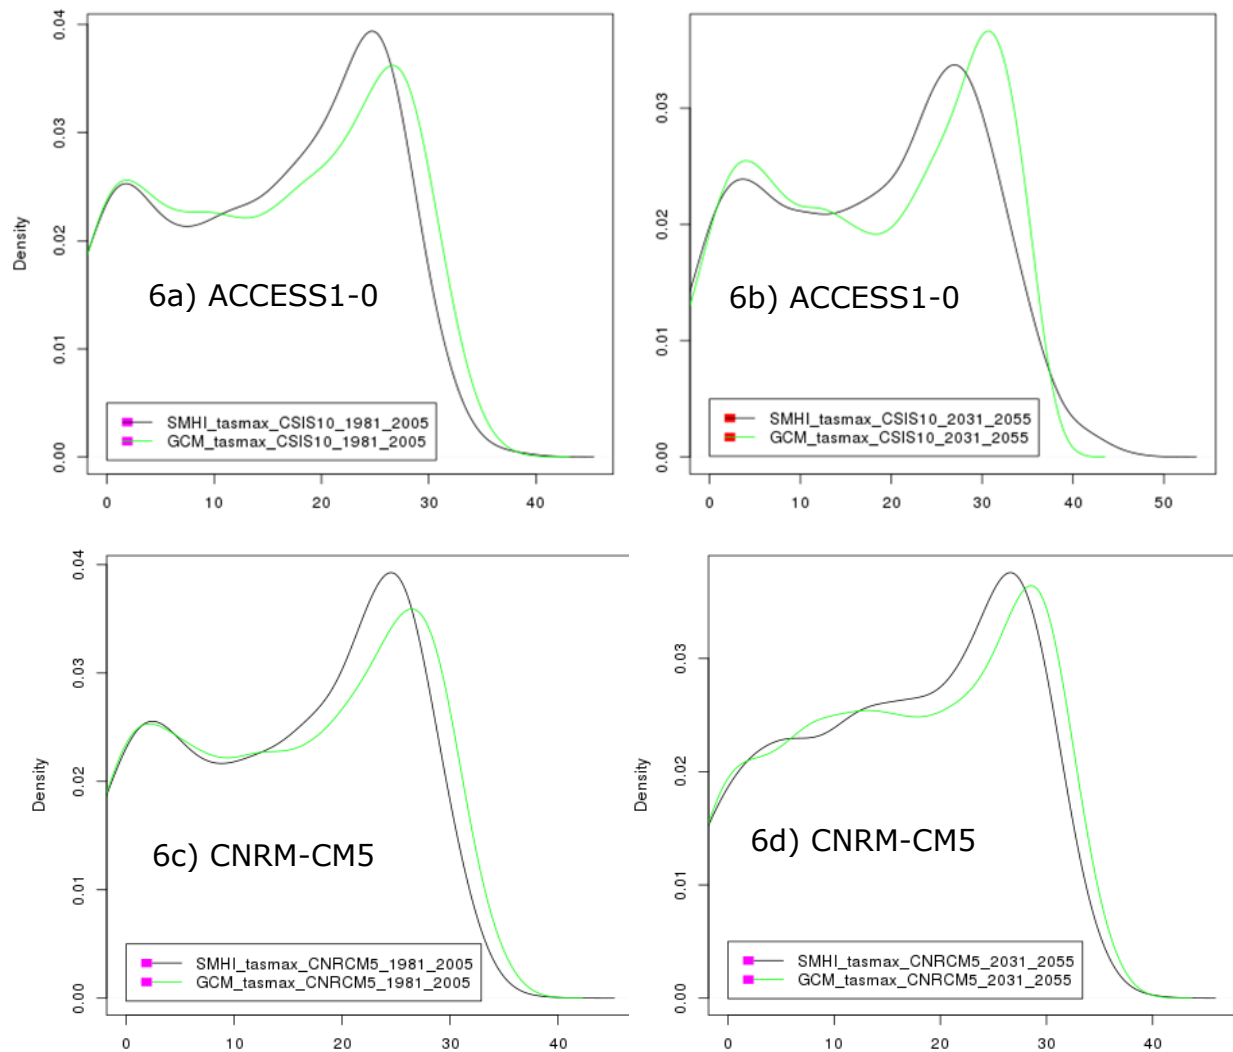 0.04
0.03
0.02
0.01
0.00
Density
6a) ACCESS1-0
SMHI_tasmax_CSIS10_1981_2005
GCM_tasmax_CSIS10_1981_2005
0 10 20 30 40
0.03
0.02
0.01
0.00
6b) ACCESS1-0
SMHI_tasmax_CSIS10_2031_2055
GCM_tasmax_CSIS10_2031_2055
0 10 20 30 40 50
0.04
0.03
0.02
0.01
0.00
Density
6c) CNRM-CM5
SMHI_tasmax_CNRCM5_1981_2005
GCM_tasmax_CNRCM5_1981_2005
0 10 20 30 40
0.03
0.02
0.01
0.00
Density
6d) CNRM-CM5
SMHI_tasmax_CNRCM5_2031_2055
GCM_tasmax_CNRCM5_2031_2055
0 10 20 30 40